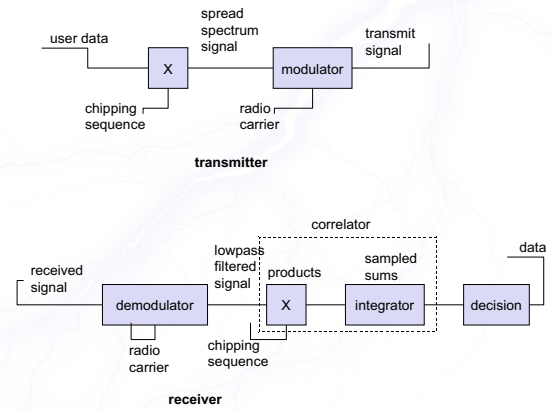 user data
spread
spectrum
signal
transmit
signal
X
modulator
chipping
sequence
radio
carrier
transmitter
correlator
lowpass
filtered
signal
products
sampled
sums
data
received
signal
demodulator
X
integrator
decision
radio
carrier
chipping
sequence
receiver